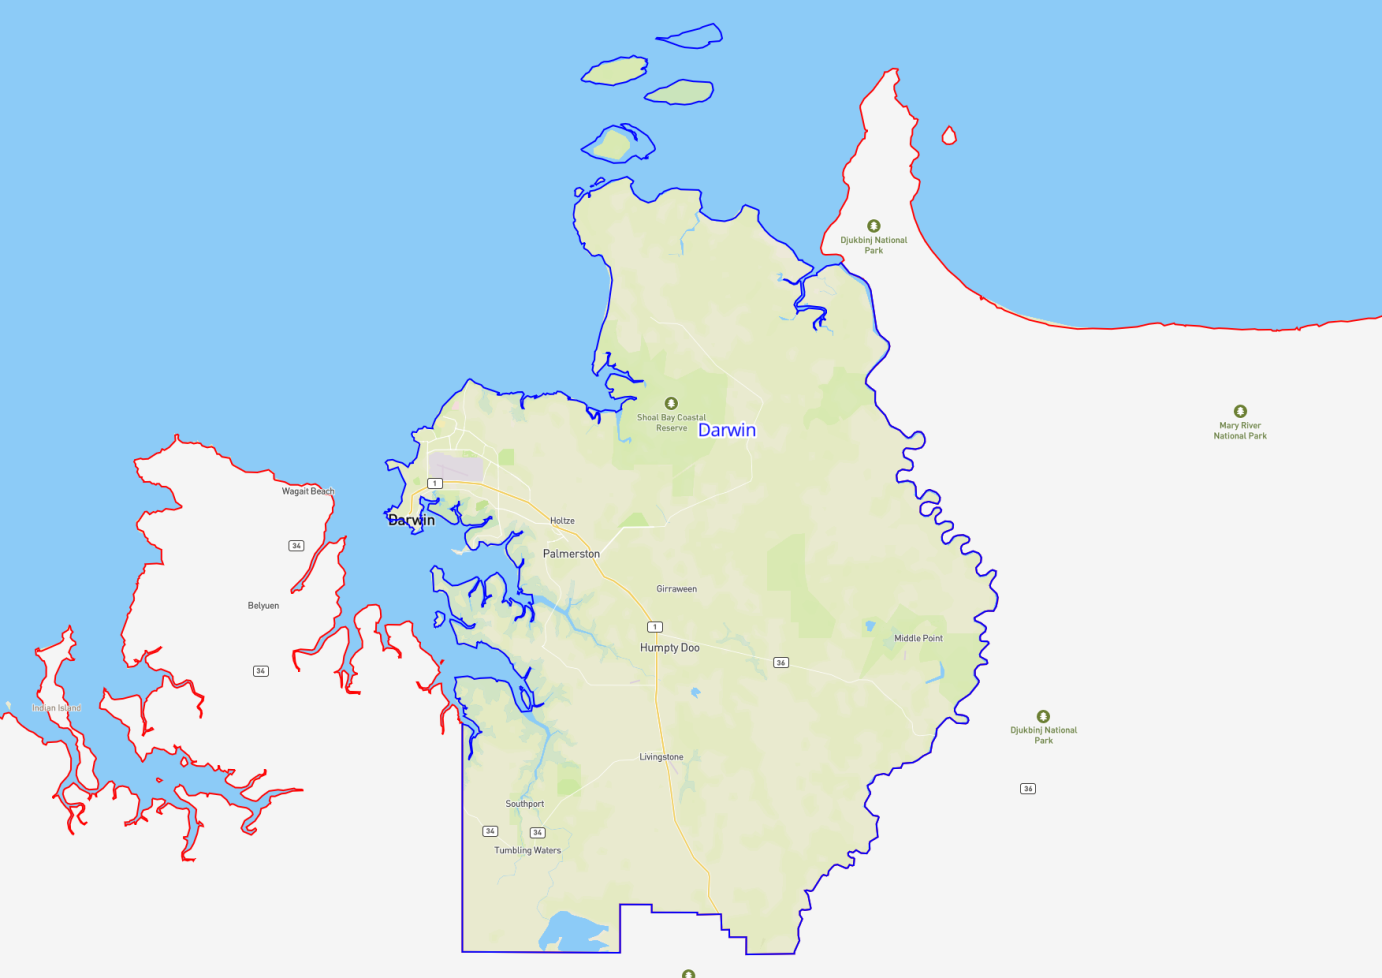 Djukbinj National
Park
Shoal Bay Coastal
Reserve
Darwin
Mary River
National Park
1
Wagait Beach
Darwin
Holtze
34
Palmerston
Girraween
Belyuen
1
Middle Point
Humpty Doo
36
34
Indian Island
Djukbinj National
Park
Livingstone
36
Southport
34
34
Tumbling Waters